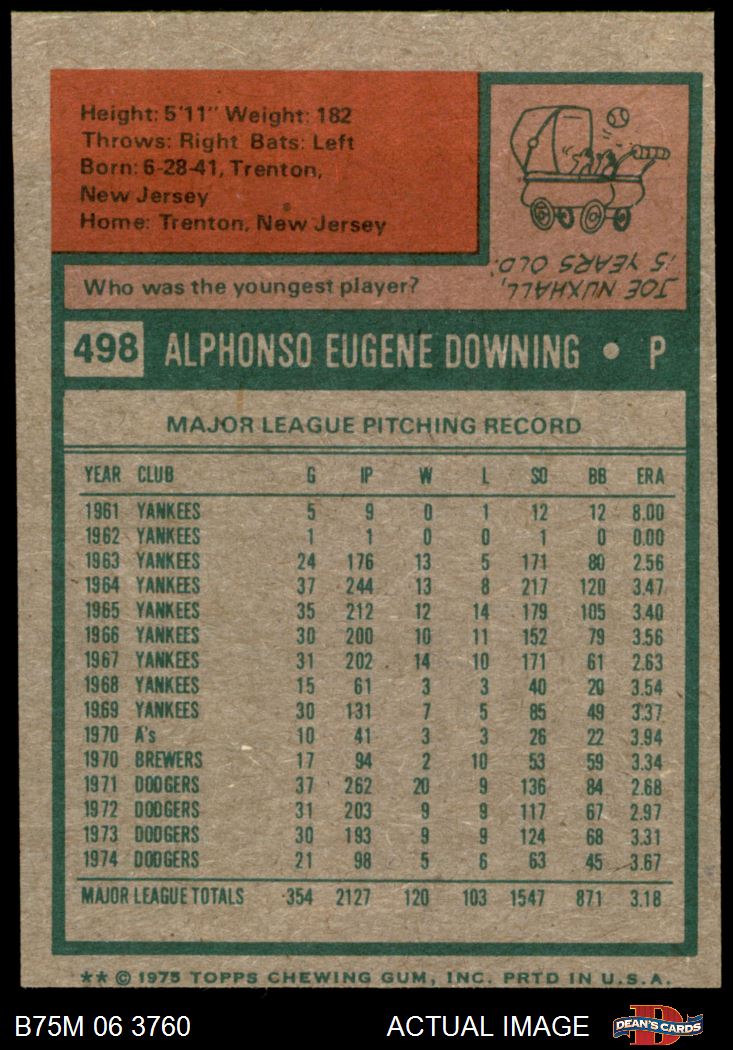 Height: 5'11" Weight: 182
Throws: Right Bats: Left
Born: 6-28-41, Trenton,
New Jersey
Home: Trenton, New Jersey
Who was the youngest player?
JOE NUXHALL,
15 YEARS OLD.
498 ALPHONSO EUGENE DOWNING • P
MAJOR LEAGUE PITCHING RECORD
YEAR CLUB G IP W L SO BB ERA
1961 YANKEES 5 9 0 1 12 12 8.00
1962 YANKEES 1 1 0 0 1 0 0.00
1963 YANKEES 24 176 13 5 171 80 2.56
1964 YANKEES 37 244 13 8 217 120 3.47
1965 YANKEES 35 212 12 14 179 105 3.40
1966 YANKEES 30 200 10 11 152 79 3.56
1967 YANKEES 31 202 14 10 171 61 2.63
1968 YANKEES 15 61 3 3 40 20 3.54
1969 YANKEES 30 131 7 5 85 49 3.37
1970 A's 10 41 3 3 26 22 3.94
1970 BREWERS 17 94 2 10 53 59 3.34
1971 DODGERS 37 262 20 9 136 84 2.68
1972 DODGERS 31 203 9 9 117 67 2.97
1973 DODGERS 30 193 9 9 124 68 3.31
1974 DODGERS 21 98 5 6 63 45 3.67
MAJOR LEAGUE TOTALS 354 2127 120 103 1547 871 3.18
** © 1975 TOPPS CHEWING GUM, INC. PRTD IN U.S.A.
B75M 06 3760 ACTUAL IMAGE DEAN'S CARDS